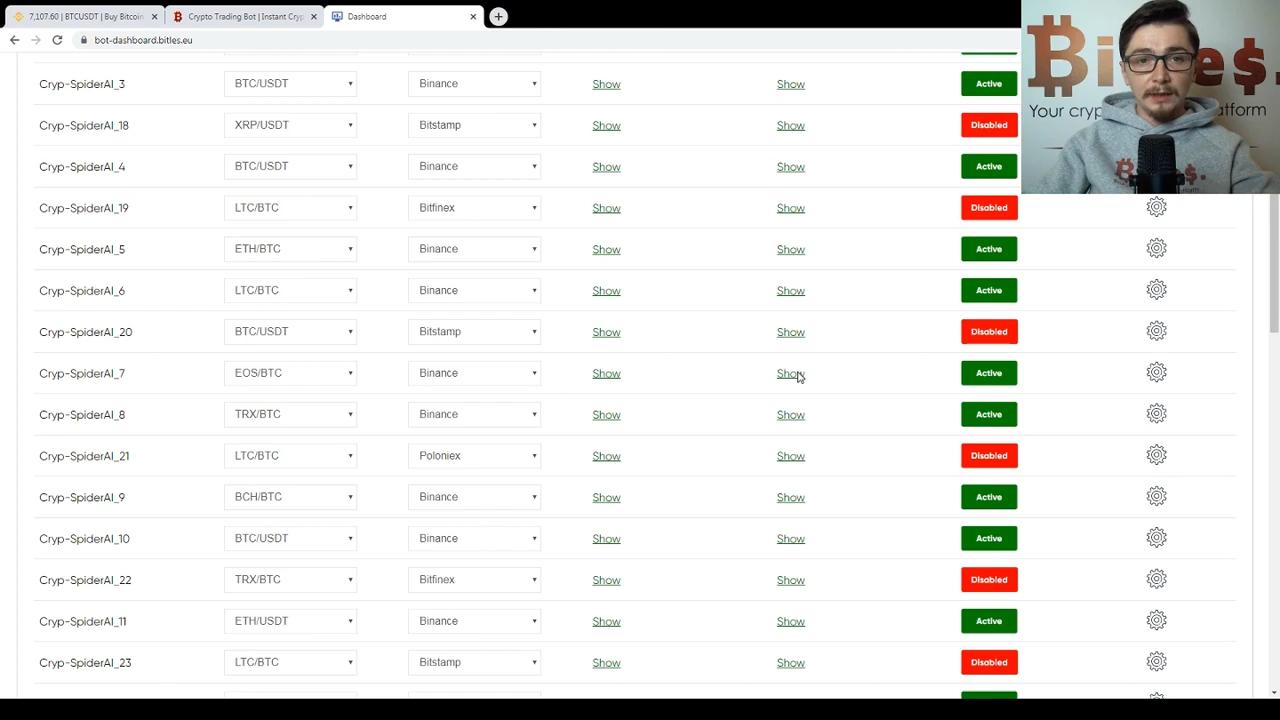 7,107.60 | BTCUSDT | Buy Bitcoin
Crypto Trading Bot | Instant Cryp
Dashboard
bot-dashboard.bitles.eu
Cryp-SpiderAI_3 BTC/USDT Binance Show Show Active
Cryp-SpiderAI_18 XRP/USDT Bitstamp Show Show Disabled
Cryp-SpiderAI_4 BTC/USDT Binance Show Show Active
Cryp-SpiderAI_19 LTC/BTC Bitfinex Show Show Disabled
Cryp-SpiderAI_5 ETH/BTC Binance Show Show Active
Cryp-SpiderAI_6 LTC/BTC Binance Show Show Active
Cryp-SpiderAI_20 BTC/USDT Bitstamp Show Show Disabled
Cryp-SpiderAI_7 EOS/BTC Binance Show Show Active
Cryp-SpiderAI_8 TRX/BTC Binance Show Show Active
Cryp-SpiderAI_21 LTC/BTC Poloniex Show Show Disabled
Cryp-SpiderAI_9 BCH/BTC Binance Show Show Active
Cryp-SpiderAI_10 BTC/USDT Binance Show Show Active
Cryp-SpiderAI_22 TRX/BTC Bitfinex Show Show Disabled
Cryp-SpiderAI_11 ETH/USDT Binance Show Show Active
Cryp-SpiderAI_23 LTC/BTC Bitstamp Show Show Disabled
Your